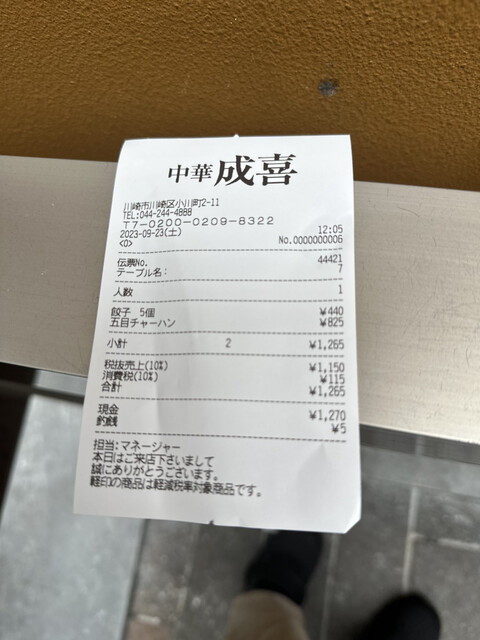 中華 成喜
川崎市川崎区小川町2-11
TEL:044-244-4888
T7-0200-0209-8322
2023-09-23(土) 12:05
<0> No.0000000006
伝票No. 44421
テーブル名: 7
人数 1
餃子 5個 ¥440
五目チャーハン ¥825
小計 2 ¥1,265
税抜売上(10%) ¥1,150
消費税(10%) ¥115
合計 ¥1,265
現金 ¥1,270
釣銭 ¥5
担当:マネージャー
本日はご来店下さいまして
誠にありがとうございます。
軽印の商品は軽減税率対象商品です。